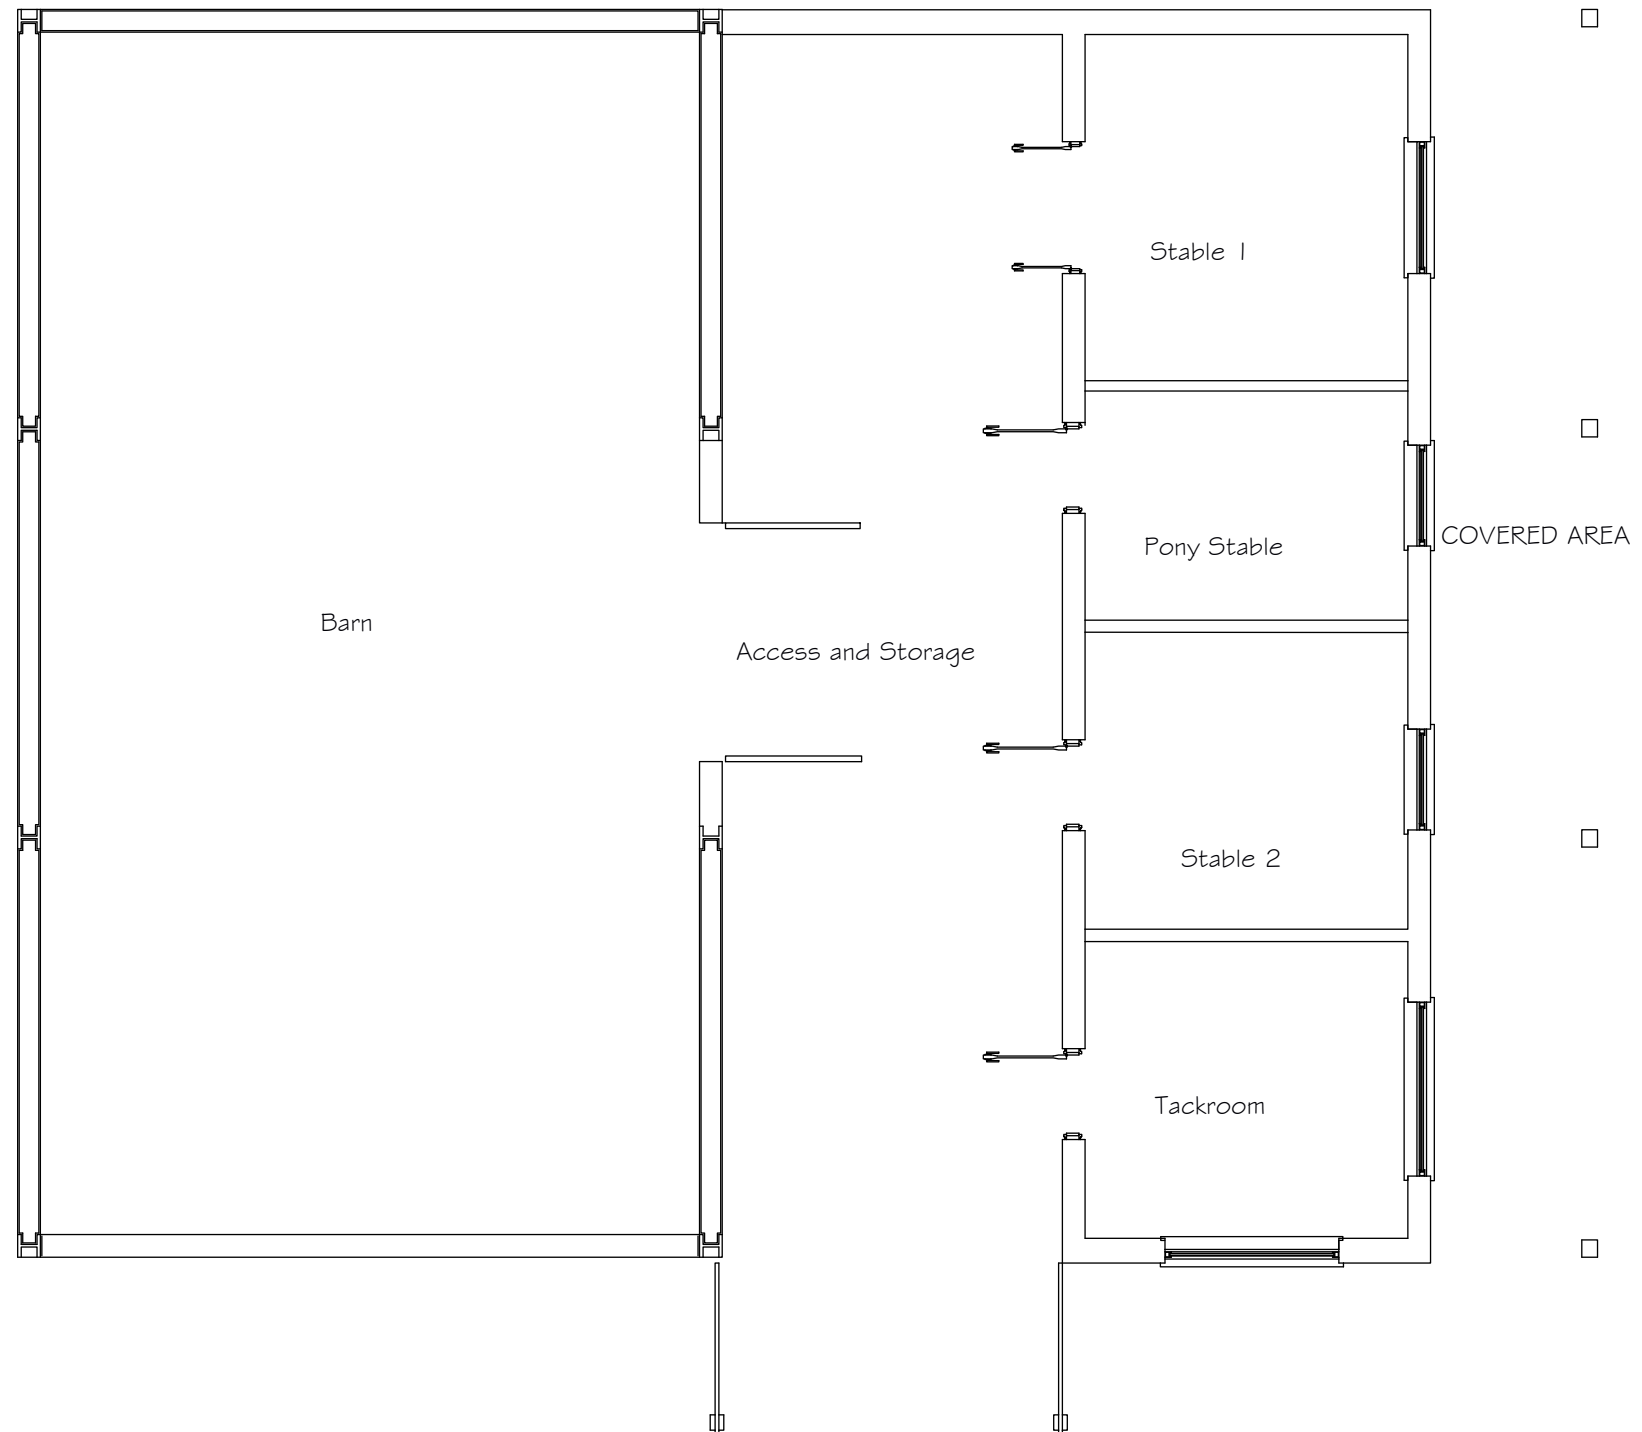 Stable 1
Pony Stable
COVERED AREA
Barn
Access and Storage
Stable 2
Tackroom